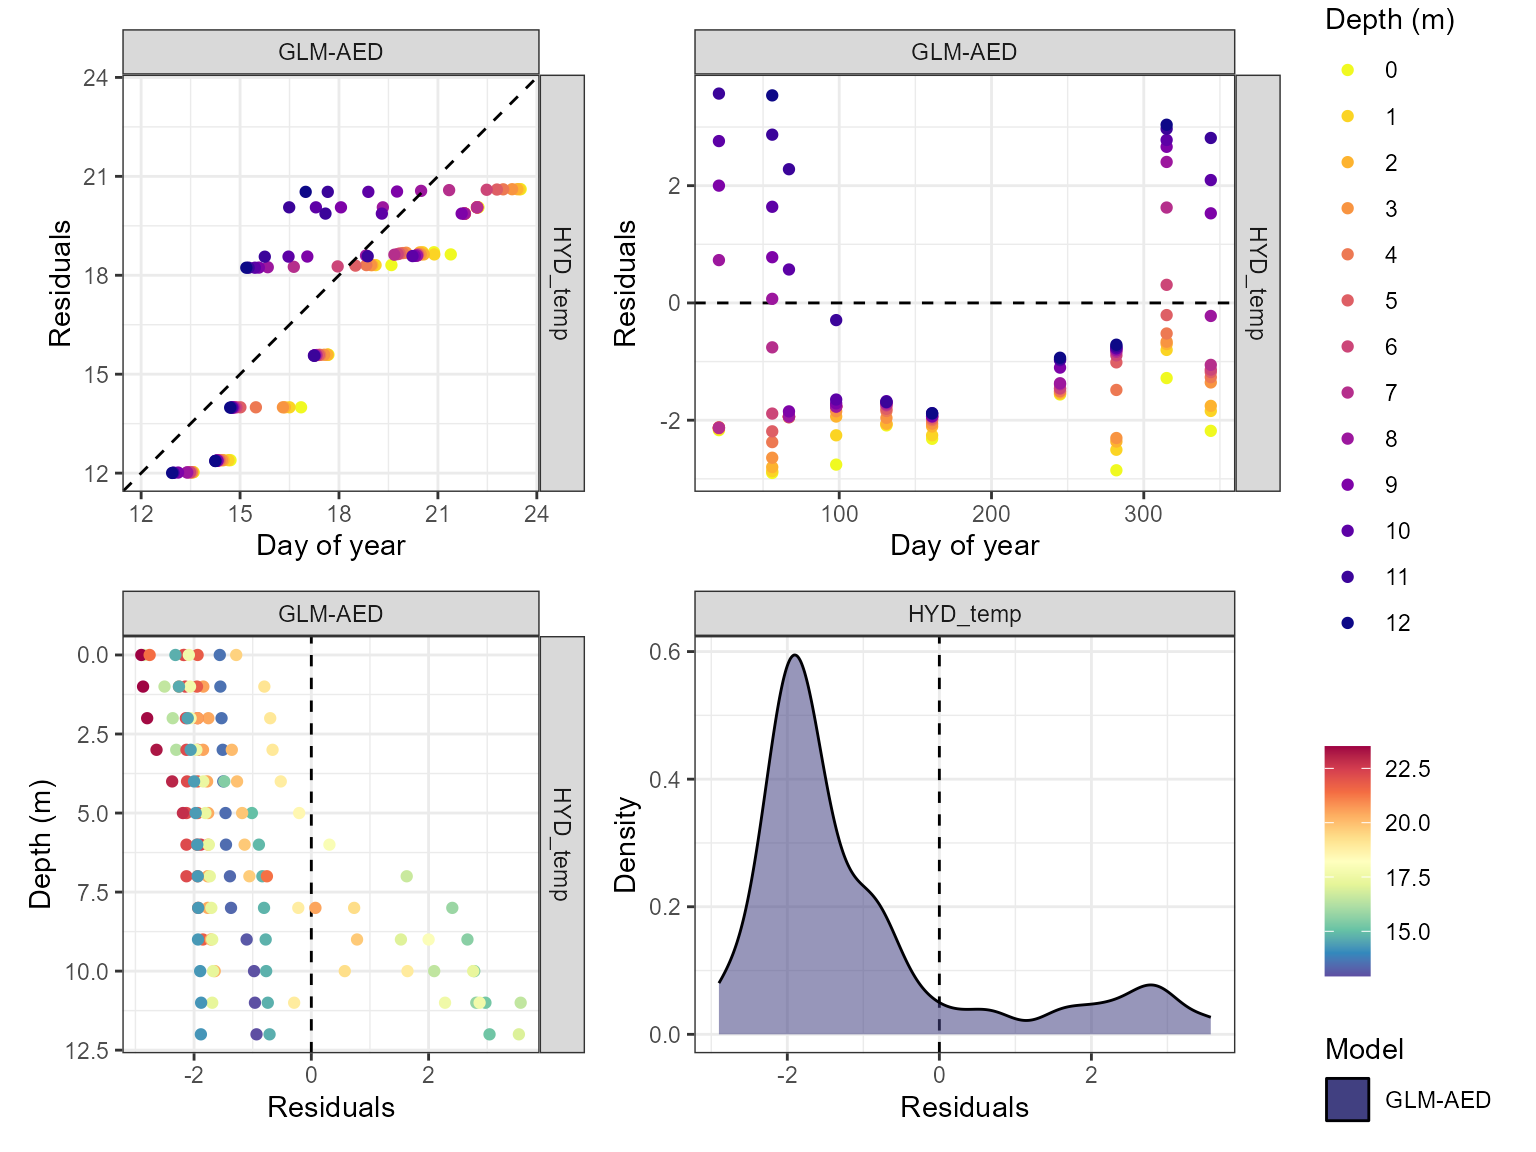 GLM-AED
24
21
18
15
12
Residuals
HYD_temp
12 15 18 21 24
Day of year
GLM-AED
2
0
-2
Residuals
HYD_temp
100 200 300
Day of year
Depth (m)
0
1
2
3
4
5
6
7
8
9
10
11
12
GLM-AED
0.0
2.5
5.0
7.5
10.0
12.5
Depth (m)
HYD_temp
-2 0 2
Residuals
HYD_temp
0.6
0.4
0.2
0.0
Density
-2 0 2
Residuals
22.5
20.0
17.5
15.0
Model
GLM-AED